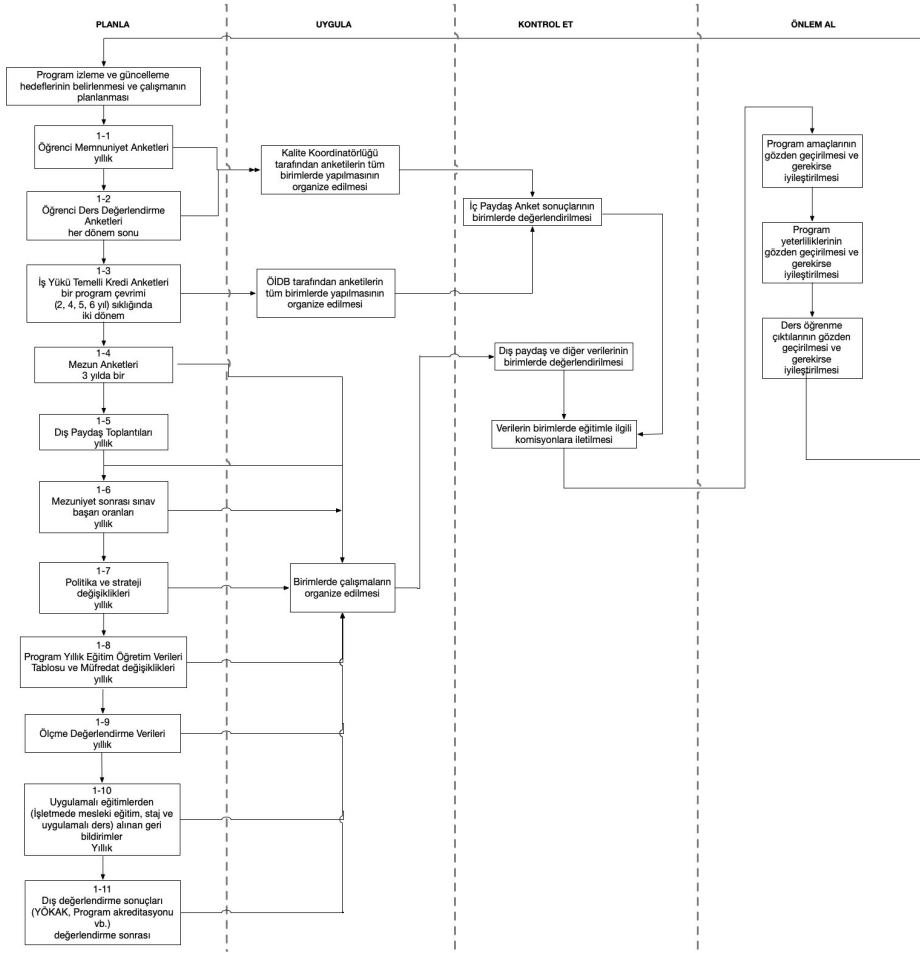 PLANLA
UYGULA
KONTROL ET
ÖNLEM AL
Program izleme ve güncelleme
hedeflerinin belirlenmesi ve çalışmanın
planlanması
1-1
Öğrenci Memnuniyet Anketleri
yıllık
1-2
Öğrenci Ders Değerlendirme
Anketleri
her dönem sonu
1-3
İş Yükü Temelli Kredi Anketleri
bir program çevrimi
(2, 4, 5, 6 yıl) sıklığında
iki dönem
1-4
Mezun Anketleri
3 yılda bir
1-5
Dış Paydaş Toplantıları
yıllık
1-6
Mezuniyet sonrası sınav
başarı oranları
yıllık
1-7
Politika ve strateji
değişiklikleri
yıllık
1-8
Program Yıllık Eğitim Öğretim Verileri
Tablosu ve Müfredat değişiklikleri
yıllık
1-9
Ölçme Değerlendirme Verileri
yıllık
1-10
Uygulamalı eğitimlerden
(İşletmede mesleki eğitim, staj ve
uygulamalı ders) alınan geri
bildirimler
Yıllık
1-11
Dış değerlendirme sonuçları
(YÖKAK, Program akreditasyonu
vb.)
değerlendirme sonrası
Kalite Koordinatörlüğü
tarafından anketilerin tüm
birimlerde yapılmasının
organize edilmesi
ÖİDB tarafından anketilerin
tüm birimlerde yapılmasının
organize edilmesi
Birimlerde çalışmaların
organize edilmesi
İç Paydaş Anket sonuçlarının
birimlerde değerlendirilmesi
Dış paydaş ve diğer verilerinin
birimlerde değerlendirilmesi
Verilerin birimlerde eğitimle ilgili
komisyonlara iletilmesi
Program amaçlarının
gözden geçirilmesi ve
gerekirse iyileştirilmesi
Program
yeterliliklerinin
gözden geçirilmesi ve
gerekirse
iyileştirilmesi
Ders öğrenme
çıktılarının gözden
geçirilmesi ve
gerekirse
iyileştirilmesi